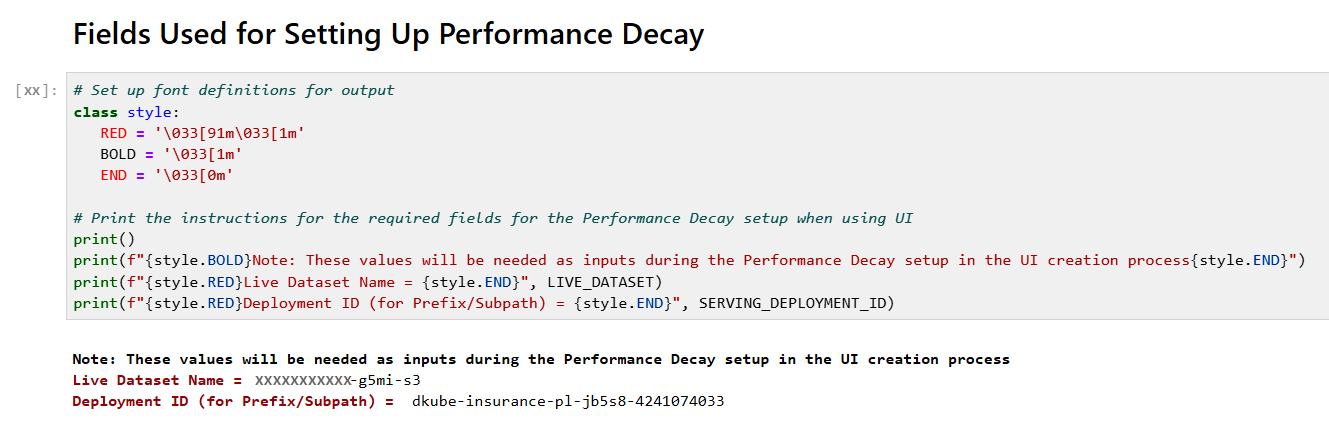 Fields Used for Setting Up Performance Decay
[xx]: # Set up font definitions for output
class style:
RED = '\033[91m\033[1m'
BOLD = '\033[1m'
END = '\033[0m'
# Print the instructions for the required fields for the Performance Decay setup when using UI
print()
print(f"{style.BOLD}Note: These values will be needed as inputs during the Performance Decay setup in the UI creation process{style.END}")
print(f"{style.RED}Live Dataset Name = {style.END}", LIVE_DATASET)
print(f"{style.RED}Deployment ID (for Prefix/Subpath) = {style.END}", SERVING_DEPLOYMENT_ID)
Note: These values will be needed as inputs during the Performance Decay setup in the UI creation process
Live Dataset Name = XXXXXXXXXXX-g5mi-s3
Deployment ID (for Prefix/Subpath) = dkube-insurance-pl-jb5s8-4241074033